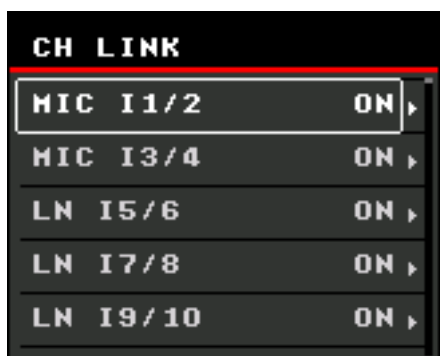 CH LINK
MIC I1/2 ON
MIC I3/4 ON
LN I5/6 ON
LN I7/8 ON
LN I9/10 ON